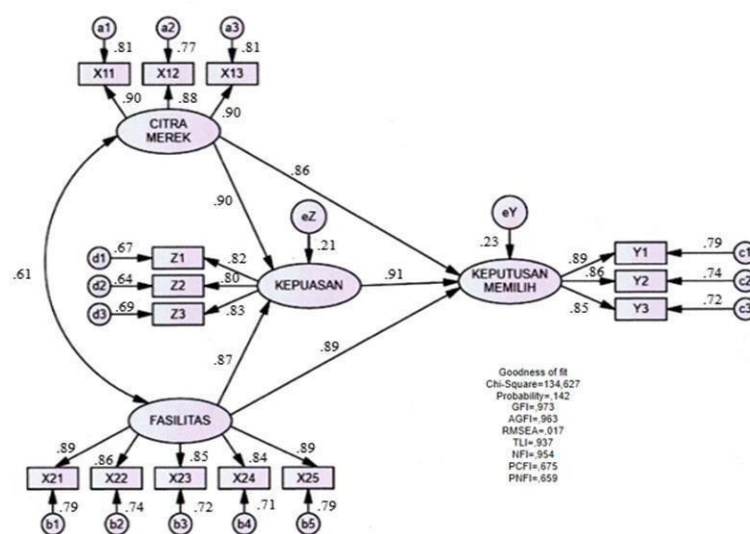 a1 a2 a3
.81 .77 .81
X11 X12 X13
.90 .88 .90
CITRA
MEREK
.86
.90
eZ eY
.21 .23
.61
d1 .67 Z1 .82
d2 .64 Z2 .80
d3 .69 Z3 .83
KEPUASAN
.91
KEPUTUSAN
MEMILIH
.89 Y1 .79 c1
.86 Y2 .74 c2
.85 Y3 .72 c3
.87
.89
FASILITAS
.89 .86 .85 .84 .89
X21 X22 X23 X24 X25
.79 .74 .72 .71 .79
b1 b2 b3 b4 b5
Goodness of fit
Chi-Square=134,627
Probability=,142
GFI=,973
AGFI=,963
RMSEA=,017
TLI=,937
NFI=,954
PCFI=,675
PNFI=,659